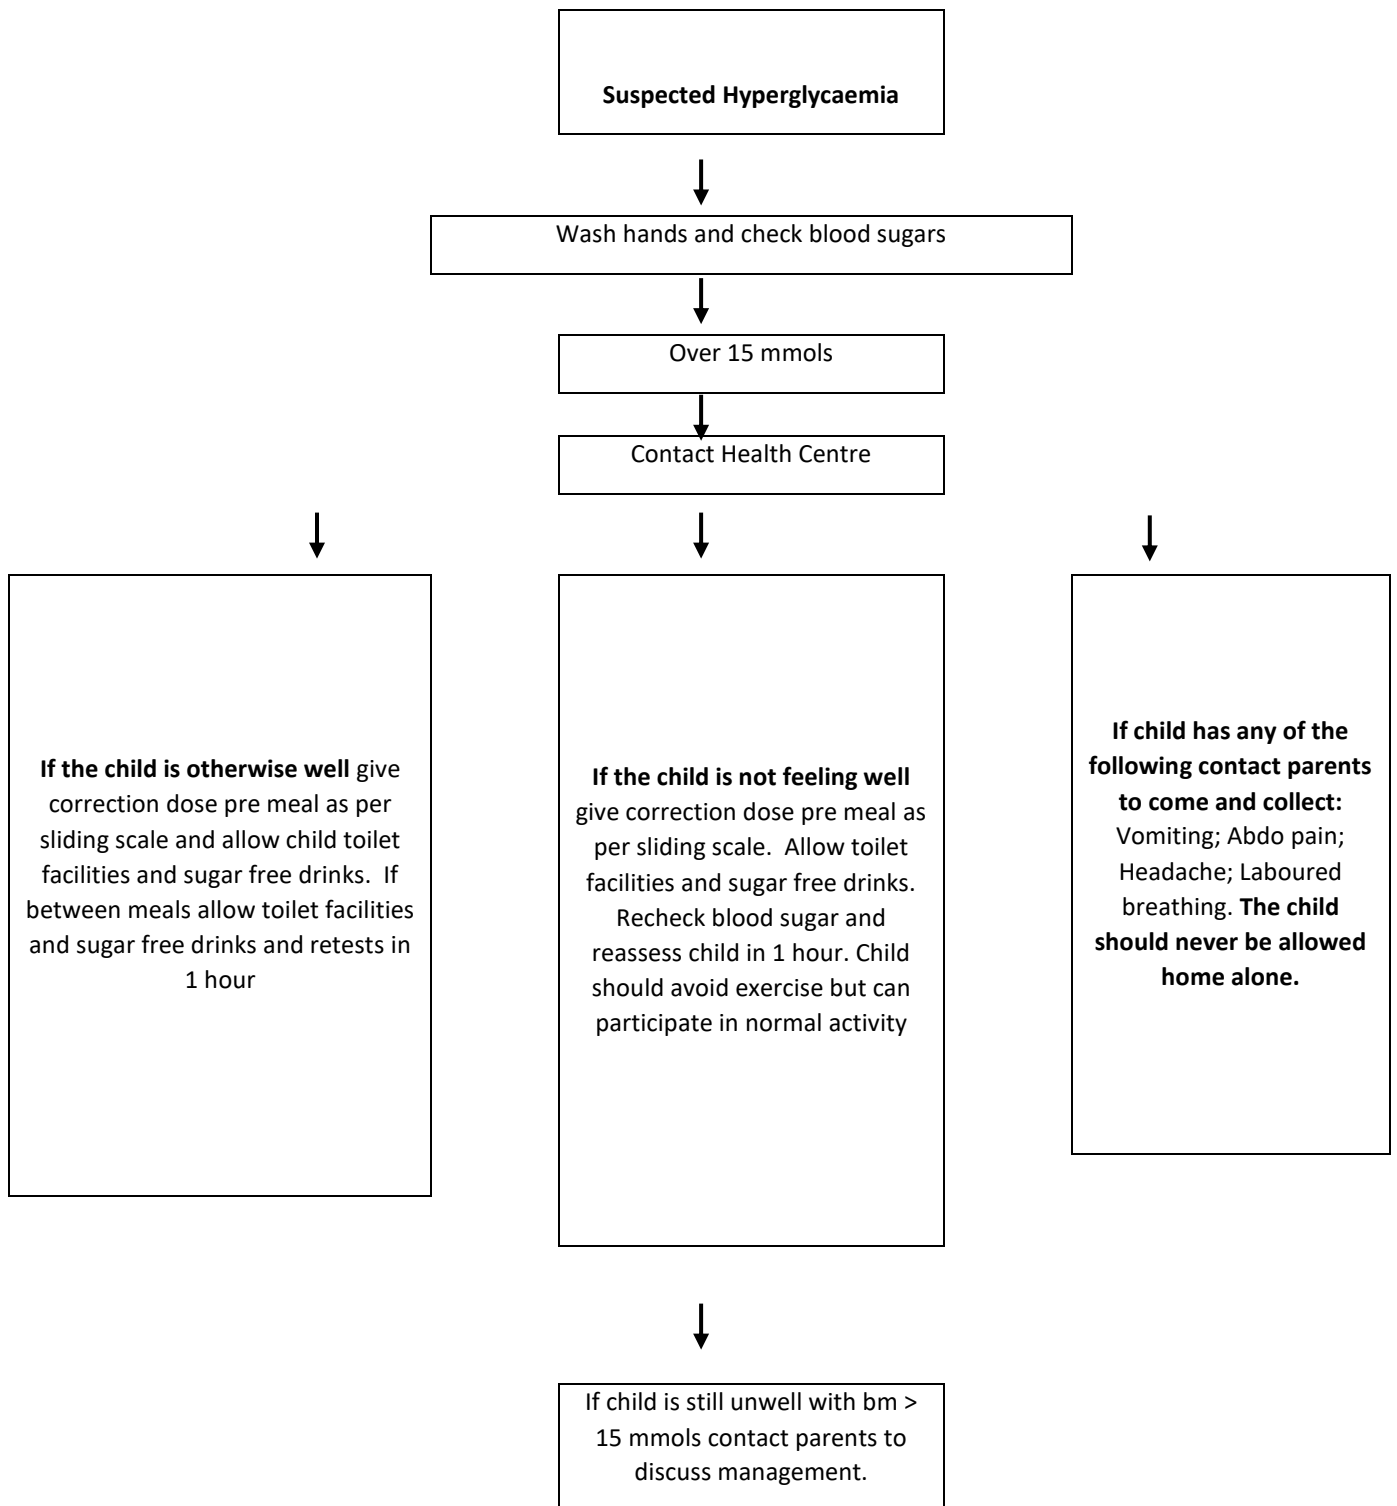 Suspected Hyperglycaemia
Wash hands and check blood sugars
Over 15 mmols
Contact Health Centre
If the child is otherwise well give
correction dose pre meal as per
sliding scale and allow child toilet
facilities and sugar free drinks.  If
between meals allow toilet facilities
and sugar free drinks and retests in
1 hour
If the child is not feeling well
give correction dose pre meal as
per sliding scale.  Allow toilet
facilities and sugar free drinks.
Recheck blood sugar and
reassess child in 1 hour. Child
should avoid exercise but can
participate in normal activity
If child has any of the
following contact parents
to come and collect:
Vomiting; Abdo pain;
Headache; Laboured
breathing. The child
should never be allowed
home alone.
If child is still unwell with bm >
15 mmols contact parents to
discuss management.